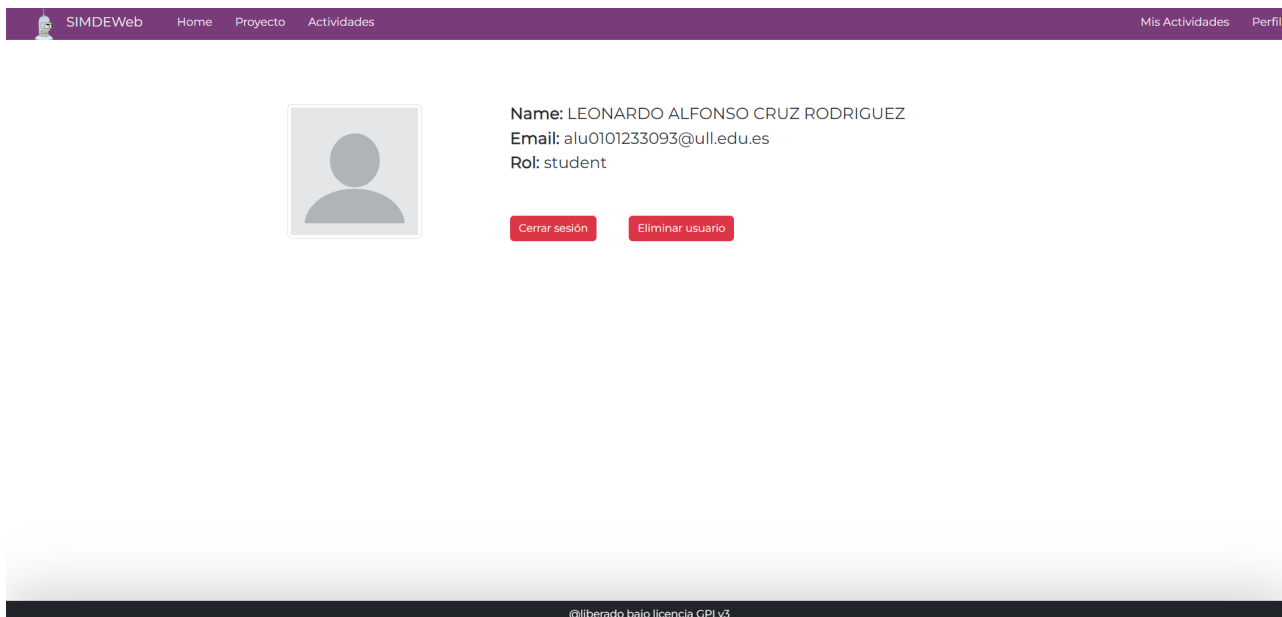 SIMDEWeb Home Proyecto Actividades Mis Actividades Perfil
Name: LEONARDO ALFONSO CRUZ RODRIGUEZ
Email: alu0101233093@ull.edu.es
Rol: student
Cerrar sesión Eliminar usuario
@liberado bajo licencia GPLv3